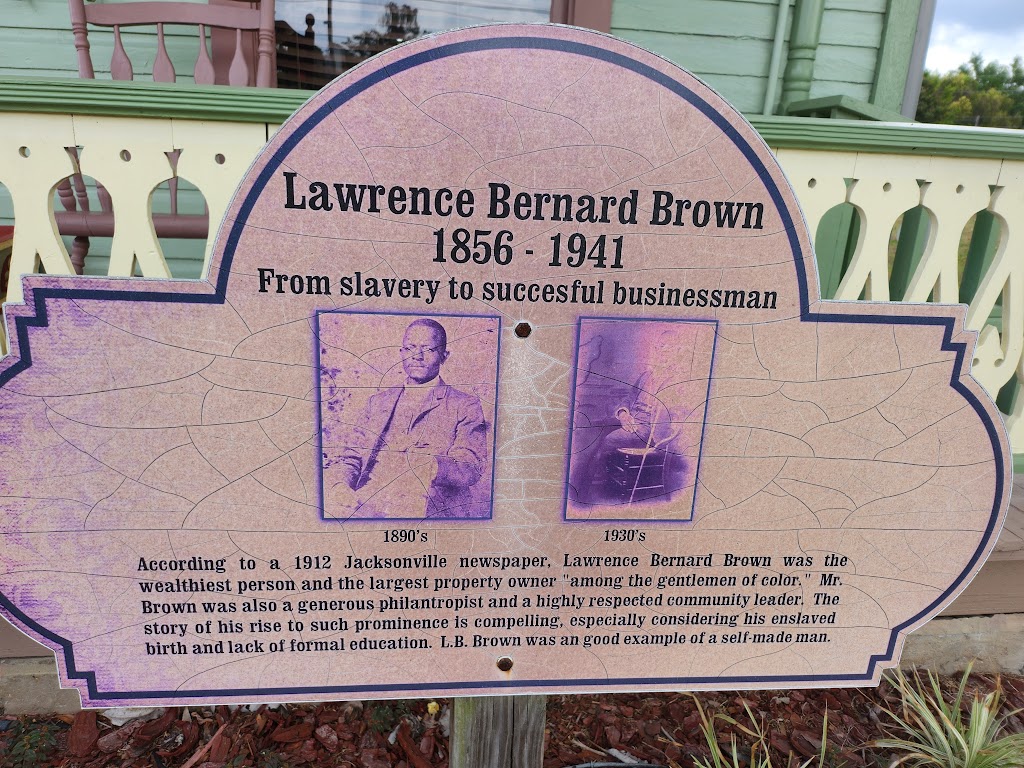 Lawrence Bernard Brown
1856 - 1941
From slavery to succesful businessman
1890's
1930's
According to a 1912 Jacksonville newspaper, Lawrence Bernard Brown was the
wealthiest person and the largest property owner "among the gentlemen of color." Mr.
Brown was also a generous philantropist and a highly respected community leader. The
story of his rise to such prominence is compelling, especially considering his enslaved
birth and lack of formal education. L.B. Brown was an good example of a self-made man.